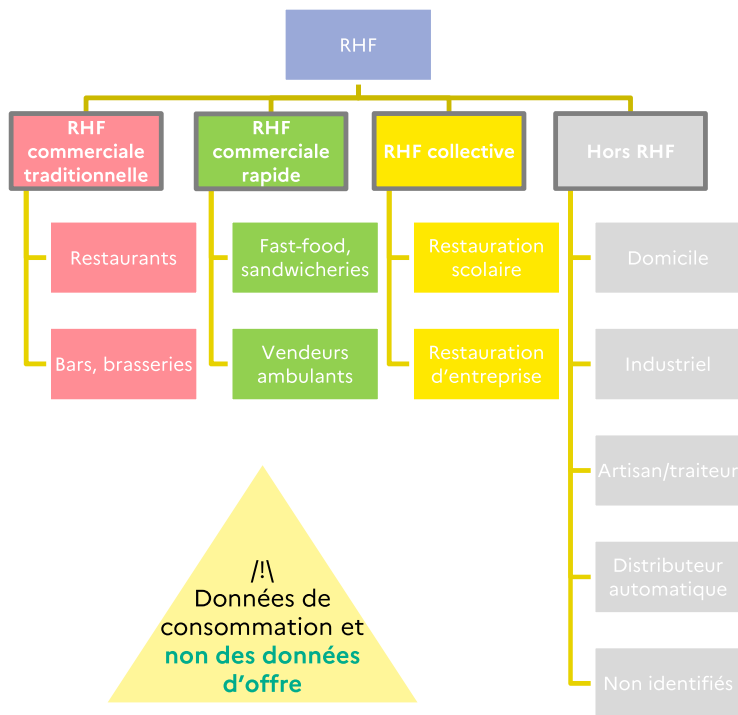 RHF
RHF
commerciale
traditionnelle
RHF
commerciale
rapide
RHF collective
Hors RHF
Restaurants
Bars, brasseries
Fast-food,
sandwicheries
Vendeurs
ambulants
Restauration
scolaire
Restauration
d’entreprise
Domicile
Industriel
Artisan/traiteur
Distributeur
automatique
Non identifiés
/!\
Données de
consommation et
non des données
d’offre